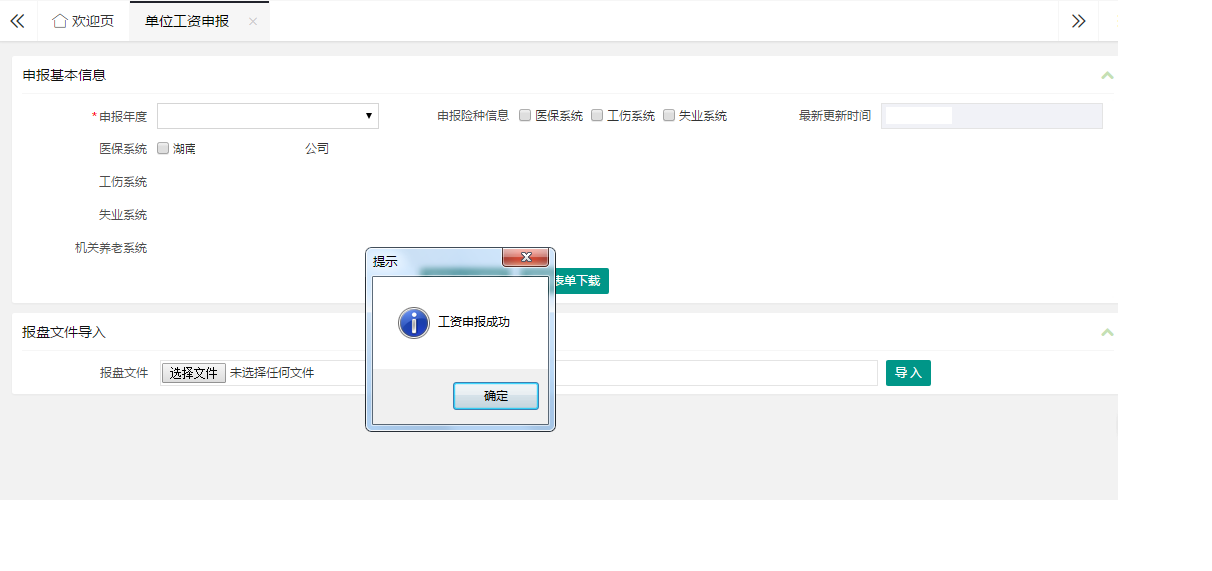 欢迎页 单位工资申报
申报基本信息
*申报年度 申报险种信息 医保系统 工伤系统 失业系统 最新更新时间
医保系统 湖南 公司
工伤系统
失业系统
机关养老系统
提示
表单下载
工资申报成功
确定
报盘文件导入
报盘文件 选择文件 未选择任何文件 导入